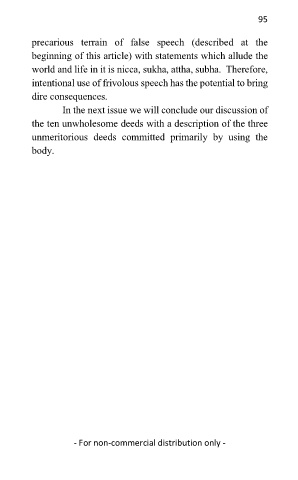 95
precarious terrain of false speech (described at the
beginning of this article) with statements which allude the
world and life in it is nicca, sukha, attha, subha. Therefore,
intentional use of frivolous speech has the potential to bring
dire consequences.
In the next issue we will conclude our discussion of
the ten unwholesome deeds with a description of the three
unmeritorious deeds committed primarily by using the
body.
- For non-commercial distribution only -